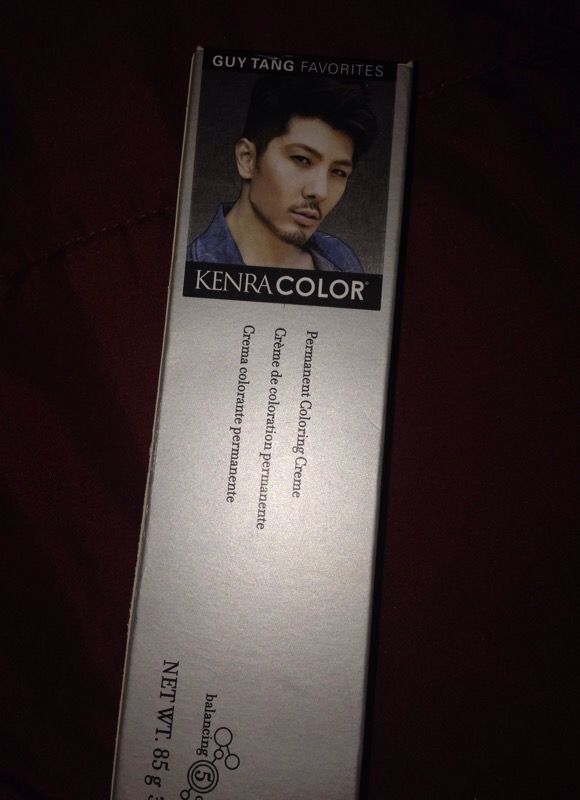 GUY TANG FAVORITES
KENRA COLOR®
Permanent Coloring Creme
Crème de coloration permanente
Crema colorante permanente
balancing 5
NET WT. 85 g